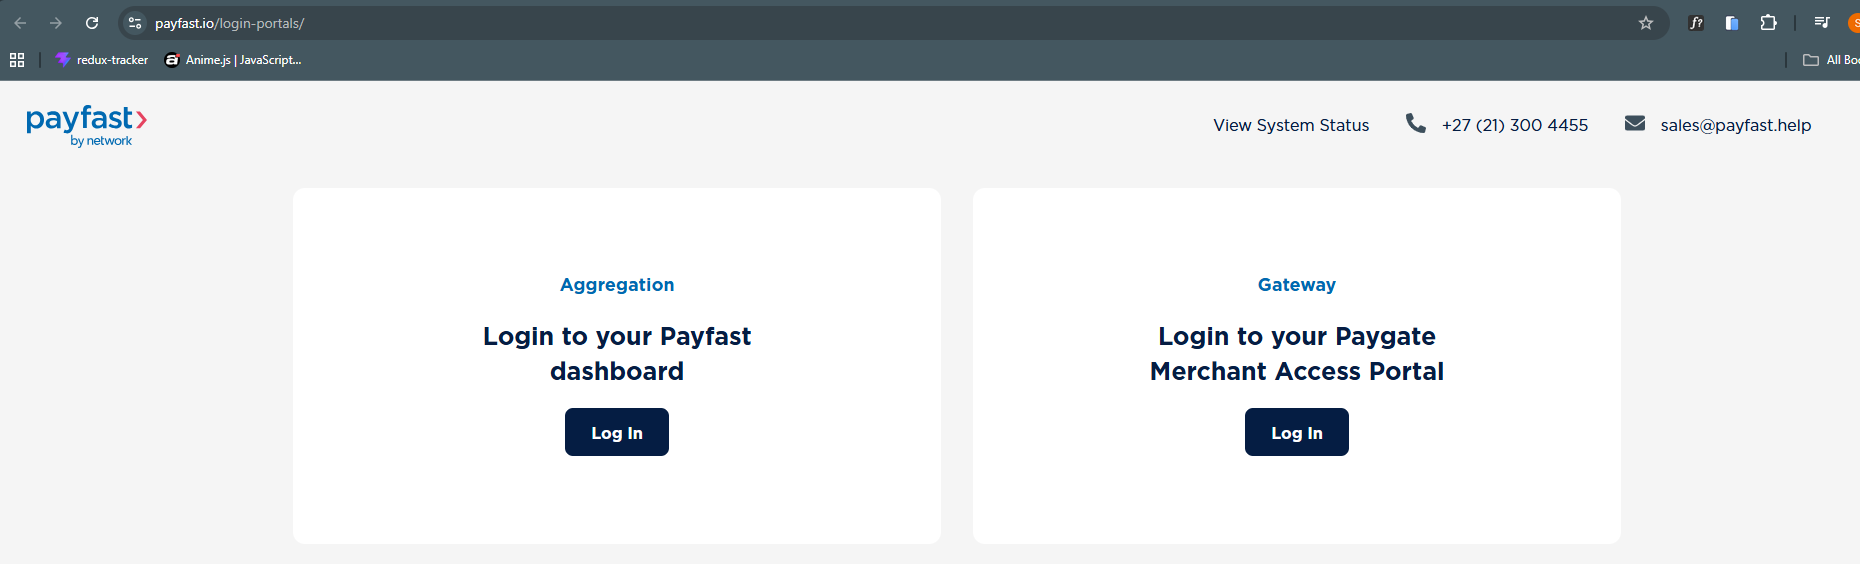 payfast.io/login-portals/
redux-tracker
Anime.js | JavaScript...
payfast
by network
View System Status
+27 (21) 300 4455
sales@payfast.help
Aggregation
Login to your Payfast
dashboard
Log In
Gateway
Login to your Paygate
Merchant Access Portal
Log In